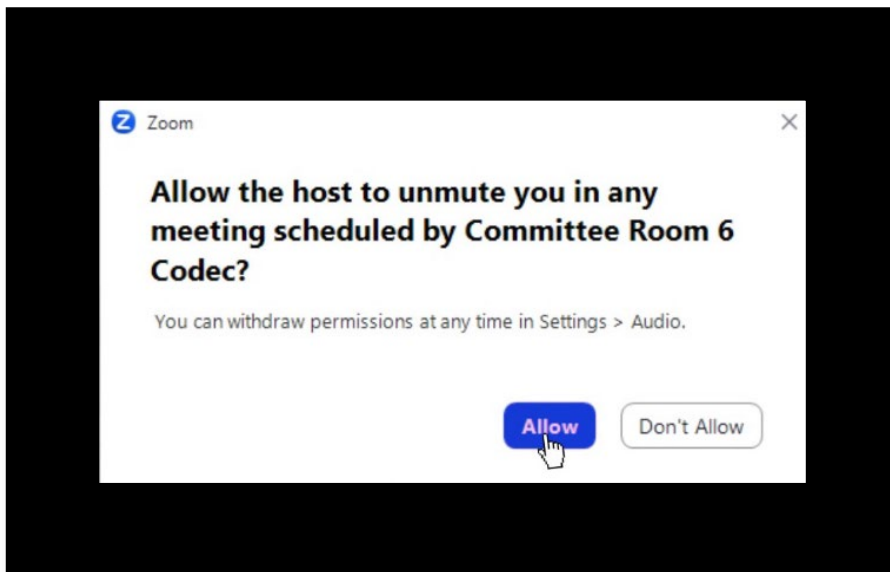 Zoom
Allow the host to unmute you in any
meeting scheduled by Committee Room 6
Codec?
You can withdraw permissions at any time in Settings > Audio.
Allow
Don't Allow